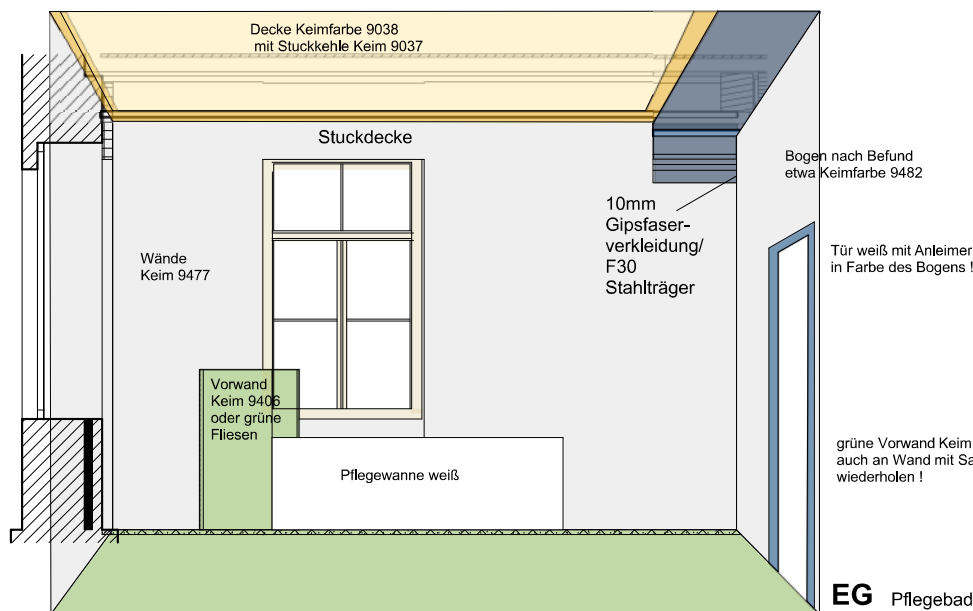 Decke Keimfarbe 9038
mit Stuckkehle Keim 9037
Stuckdecke
Bogen nach Befund
etwa Keimfarbe 9482
10mm
Gipsfaser-
verkleidung/
F30
Stahlträger
Wände
Keim 9477
Tür weiß mit Anleimer
in Farbe des Bogens !
Vorwand
Keim 9406
oder grüne
Fliesen
Pflegewanne weiß
grüne Vorwand Keim
auch an Wand mit
wiederholen !
EG Pflegebad